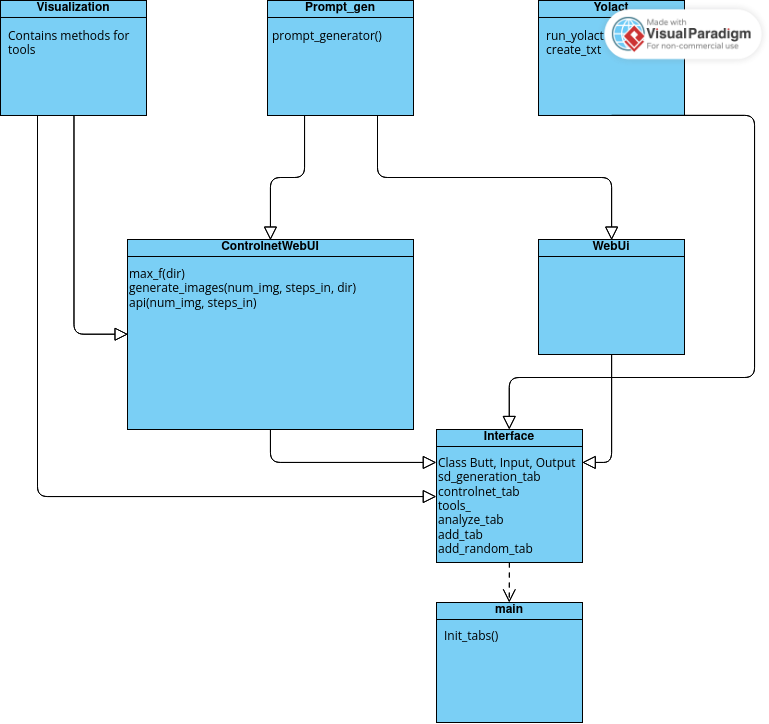 Visualization
Contains methods for
tools
Prompt_gen
prompt_generator()
Yolact
run_yolact
create_txt
Made with
VisualParadigm
For non-commercial use
ControlnetWebUI
max_f(dir)
generate_images(num_img, steps_in, dir)
api(num_img, steps_in)
WebUi
Interface
Class Butt, Input, Output
sd_generation_tab
controlnet_tab
tools_
analyze_tab
add_tab
add_random_tab
main
Init_tabs()